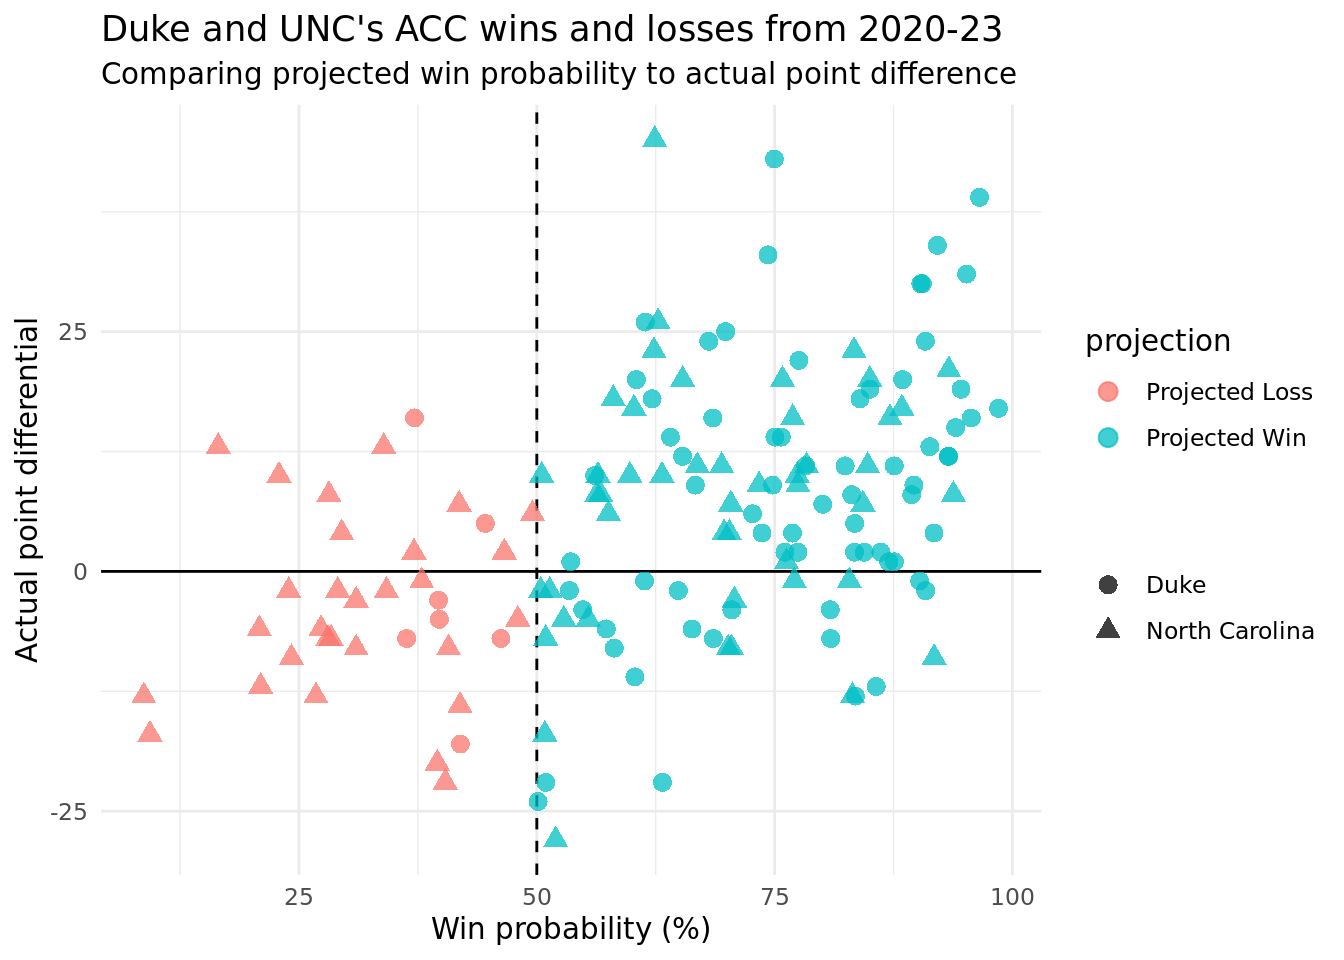 Duke and UNC's ACC wins and losses from 2020-23
Comparing projected win probability to actual point difference
Actual point differential
25
0
-25
25
50
75
100
Win probability (%)
projection
Projected Loss
Projected Win
Duke
North Carolina